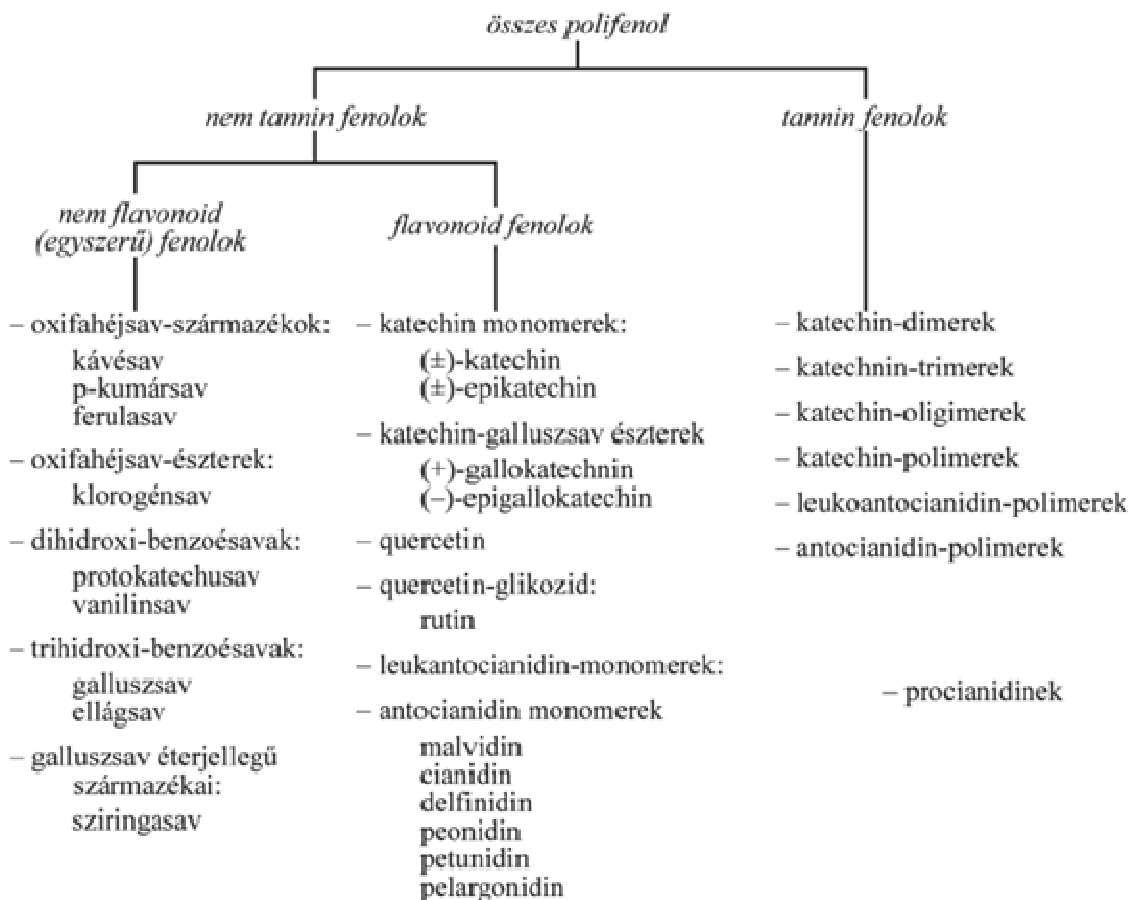 összes polifenol
nem tannin fenolok
tannin fenolok
nem flavonoid
(egyszerű) fenolok
flavonoid fenolok
– oxifahéjsav-származékok:
kávésav
p-kumársav
ferulasav
– oxifahéjsav-észterek:
klorogénsav
– dihidroxi-benzoésavak:
protokatechusav
vanilinsav
– trihidroxi-benzoésavak:
galluszsav
ellágsav
– galluszsav éterjellegű
származékai:
sziringasav
– katechin monomerek:
(±)-katechin
(±)-epikatechin
– katechin-galluszsav észterek
(+)-gallokatechnin
(–)-epigallokatechin
– quercetin
– quercetin-glikozid:
rutin
– leukantocianidin-monomerek:
– antocianidin monomerek
malvidin
cianidin
delfinidin
peonidin
petunidin
pelargonidin
– katechin-dimerek
– katechnin-trimerek
– katechin-oligimerek
– katechin-polimerek
– leukoantocianidin-polimerek
– antocianidin-polimerek
– procianidinek